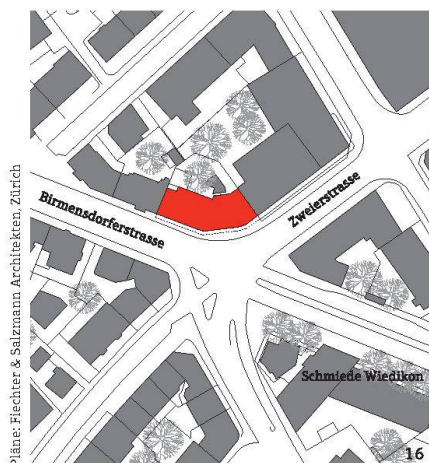 Birmensdorferstrasse
Zweierstrasse
Schmiede Wiedikon
16
Pläne: Fiechter & Salzmann Architekten, Zürich